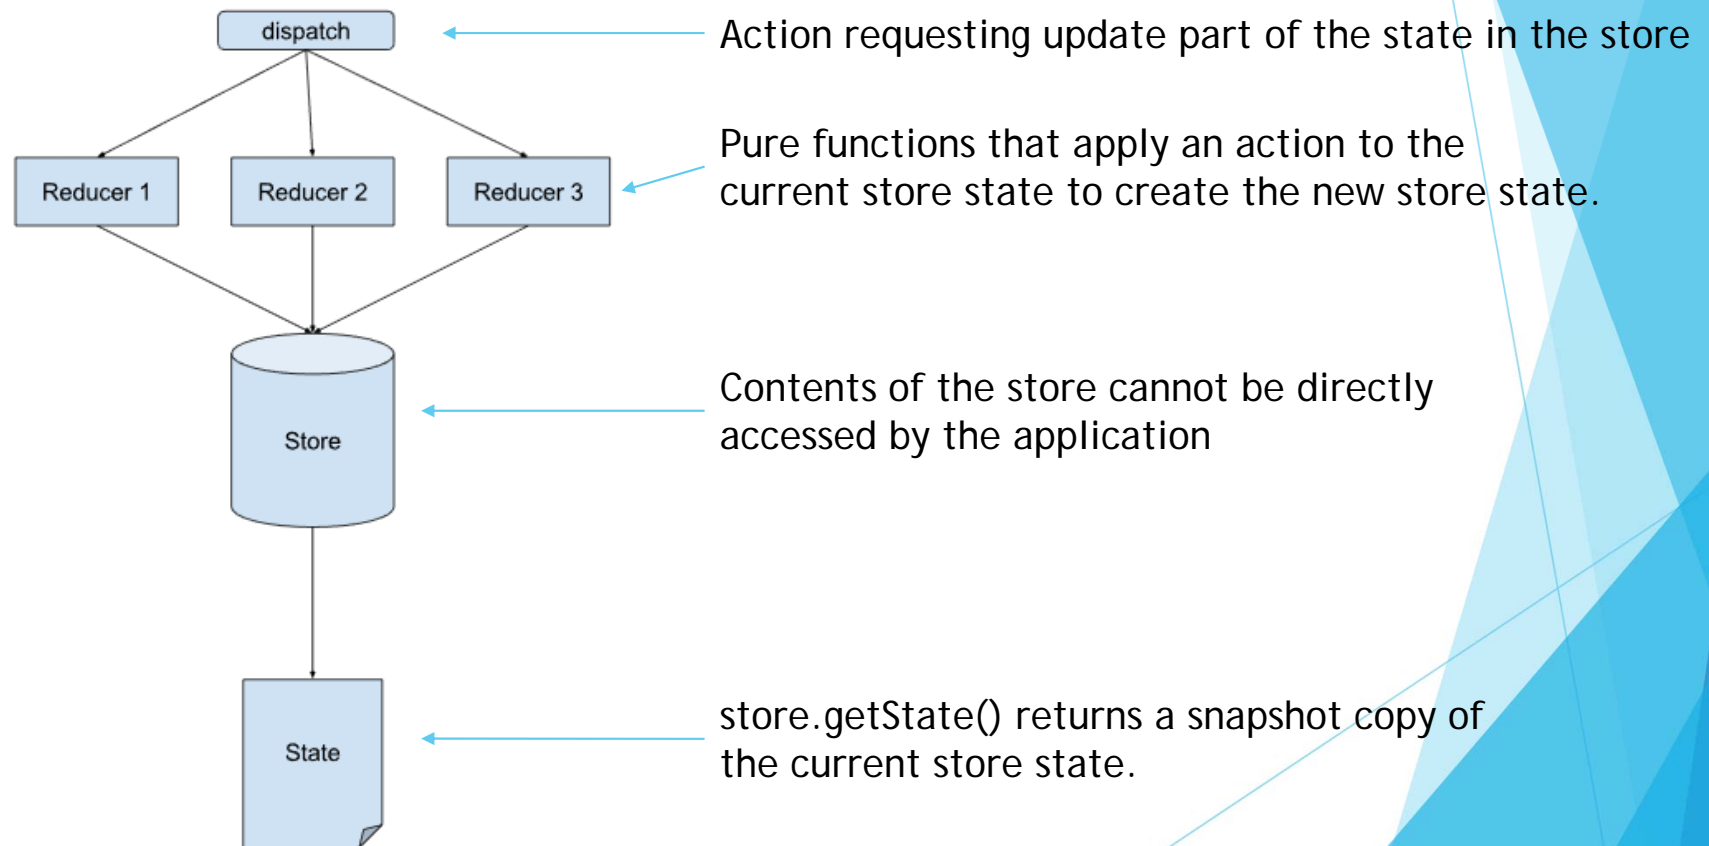 dispatch
Action requesting update part of the state in the store
Reducer 1
Reducer 2
Reducer 3
Pure functions that apply an action to the
current store state to create the new store state.
Store
Contents of the store cannot be directly
accessed by the application
State
store.getState() returns a snapshot copy of
the current store state.